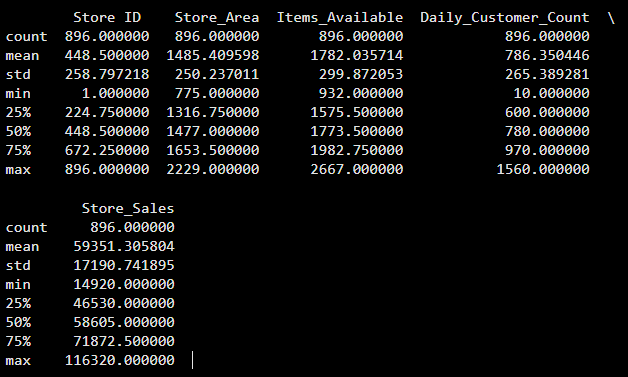 Store ID Store_Area Items_Available Daily_Customer_Count \
count 896.000000 896.000000 896.000000 896.000000
mean 448.500000 1485.409598 1782.035714 786.350446
std 258.797218 250.237011 299.872053 265.389281
min 1.000000 775.000000 932.000000 10.000000
25% 224.750000 1316.750000 1575.500000 600.000000
50% 448.500000 1477.000000 1773.500000 780.000000
75% 672.250000 1653.500000 1982.750000 970.000000
max 896.000000 2229.000000 2667.000000 1560.000000
Store_Sales
count 896.000000
mean 59351.305804
std 17190.741895
min 14920.000000
25% 46530.000000
50% 58605.000000
75% 71872.500000
max 116320.000000